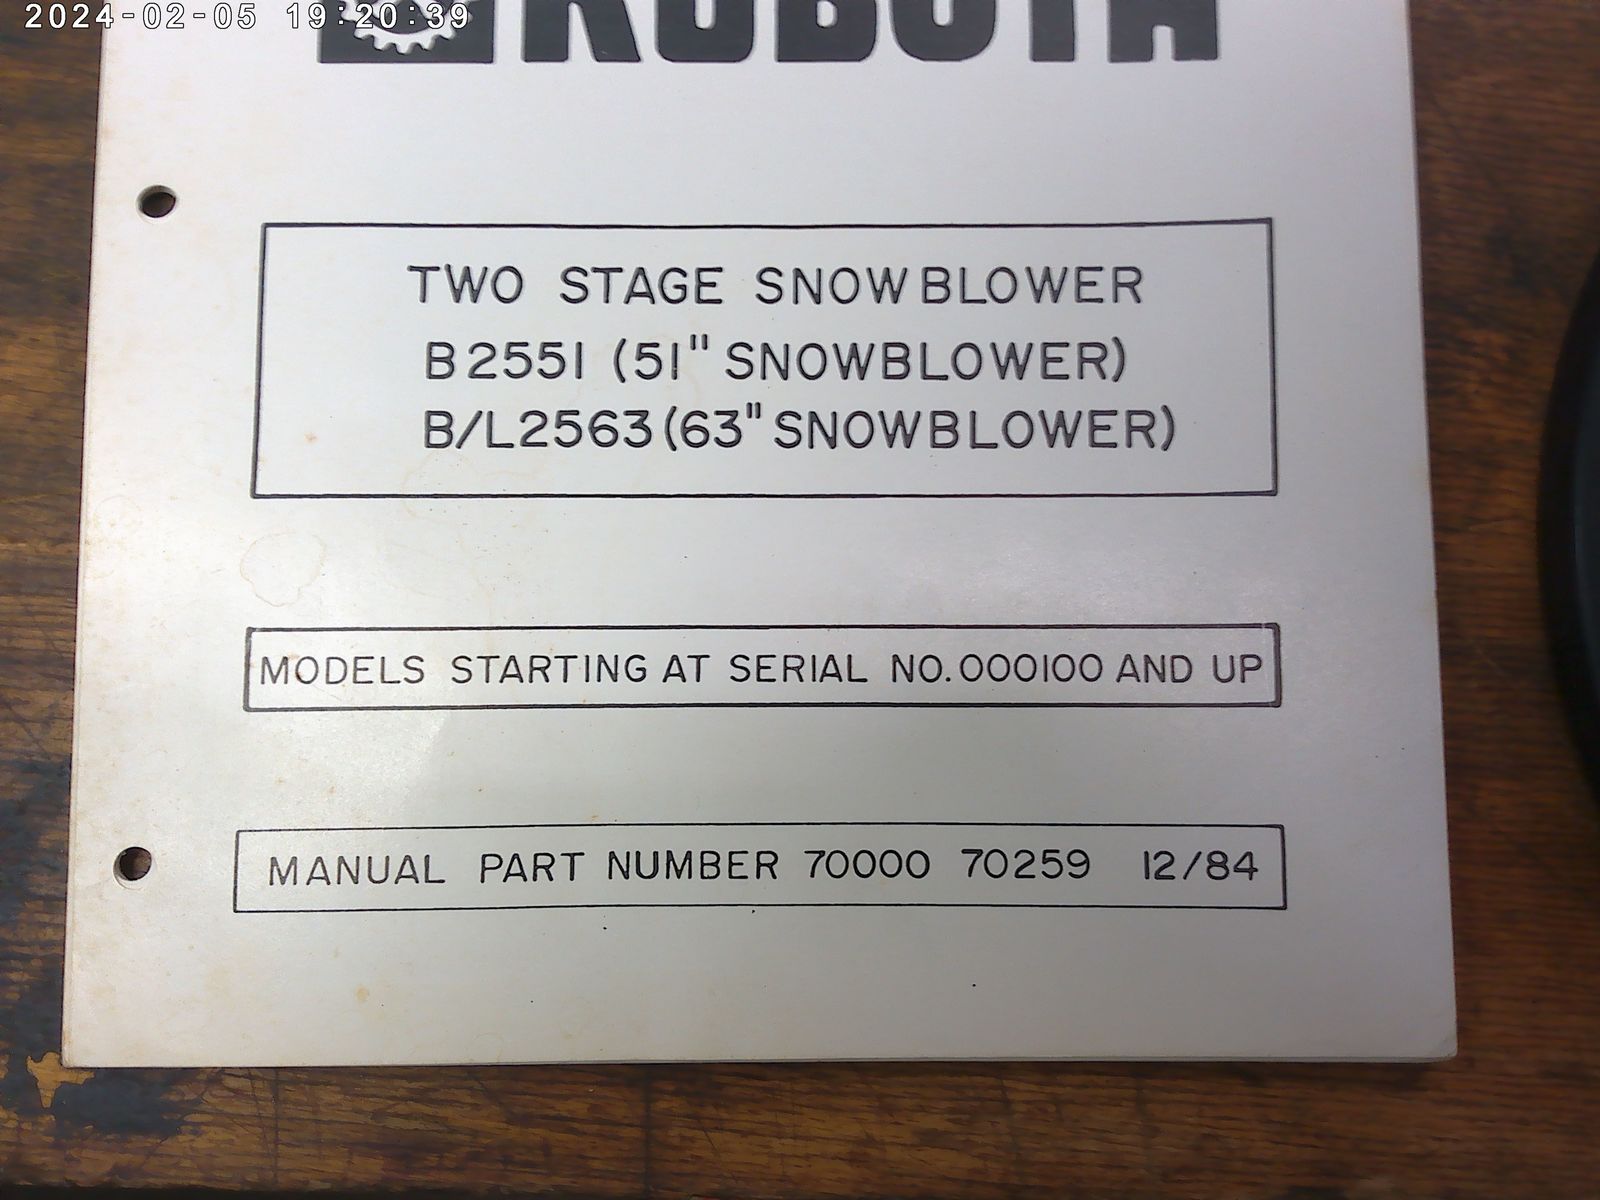 2024-02-05 19:20:39
KUBOTA
TWO STAGE SNOWBLOWER
B2551 (51" SNOWBLOWER)
B/L2563 (63" SNOWBLOWER)
MODELS STARTING AT SERIAL NO. 000100 AND UP
MANUAL PART NUMBER 70000 70259 12/84